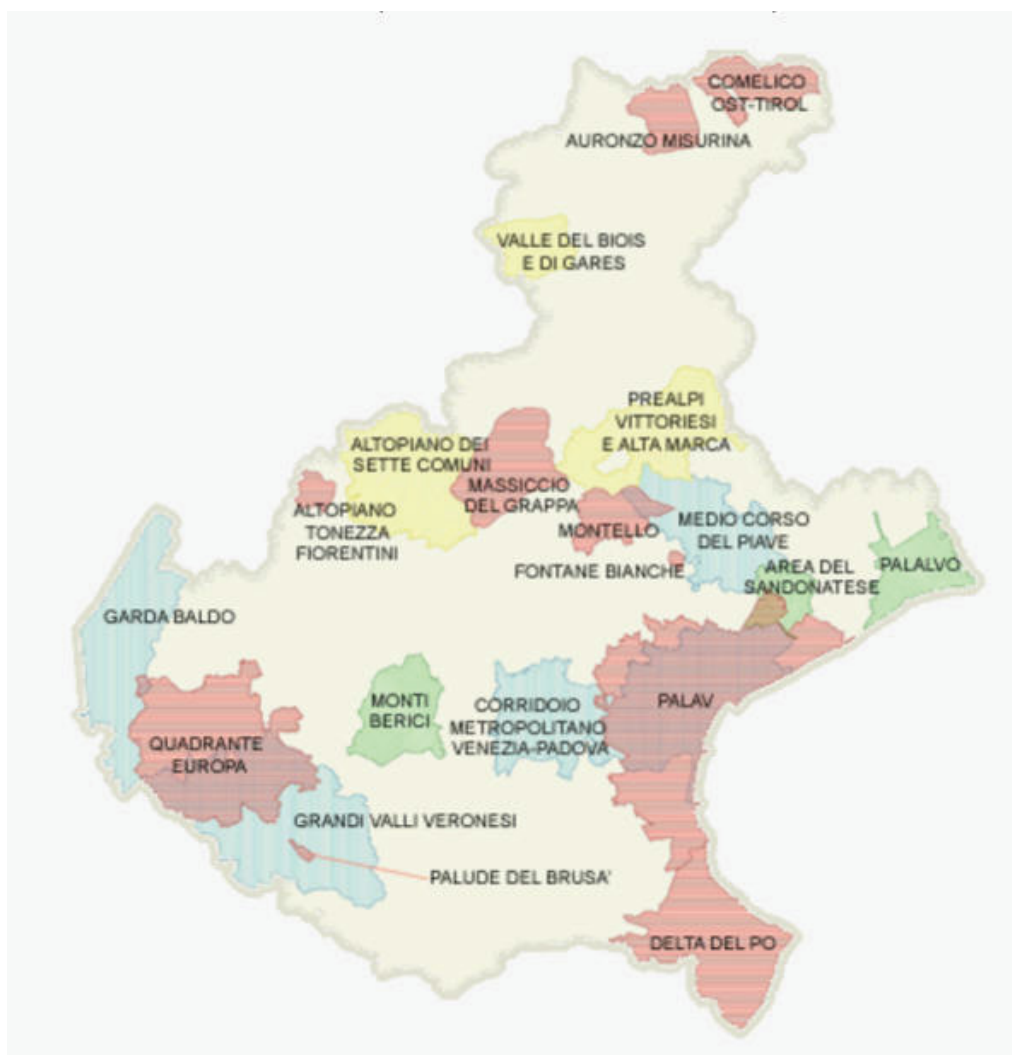 COMELICO
OST-TIROL
AURONZO MISURINA
VALLE DEL BIOIS
E DI GARES
PREALPI
VITTORIESI
E ALTA MARCA
ALTOPIANO DEI
SETTE COMUNI
MASSICCIO
DEL GRAPPA
ALTOPIANO
TONEZZA
FIORENTINI
MONTELLO
MEDIO CORSO
DEL PIAVE
FONTANE BIANCHE
AREA DEL
SANDONATESE
PALALVO
GARDA BALDO
MONTI
BERICI
CORRIDOIO
METROPOLITANO
VENEZIA-PADOVA
PALAV
QUADRANTE
EUROPA
GRANDI VALLI VERONESI
PALUDE DEL BRUSA'
DELTA DEL PO